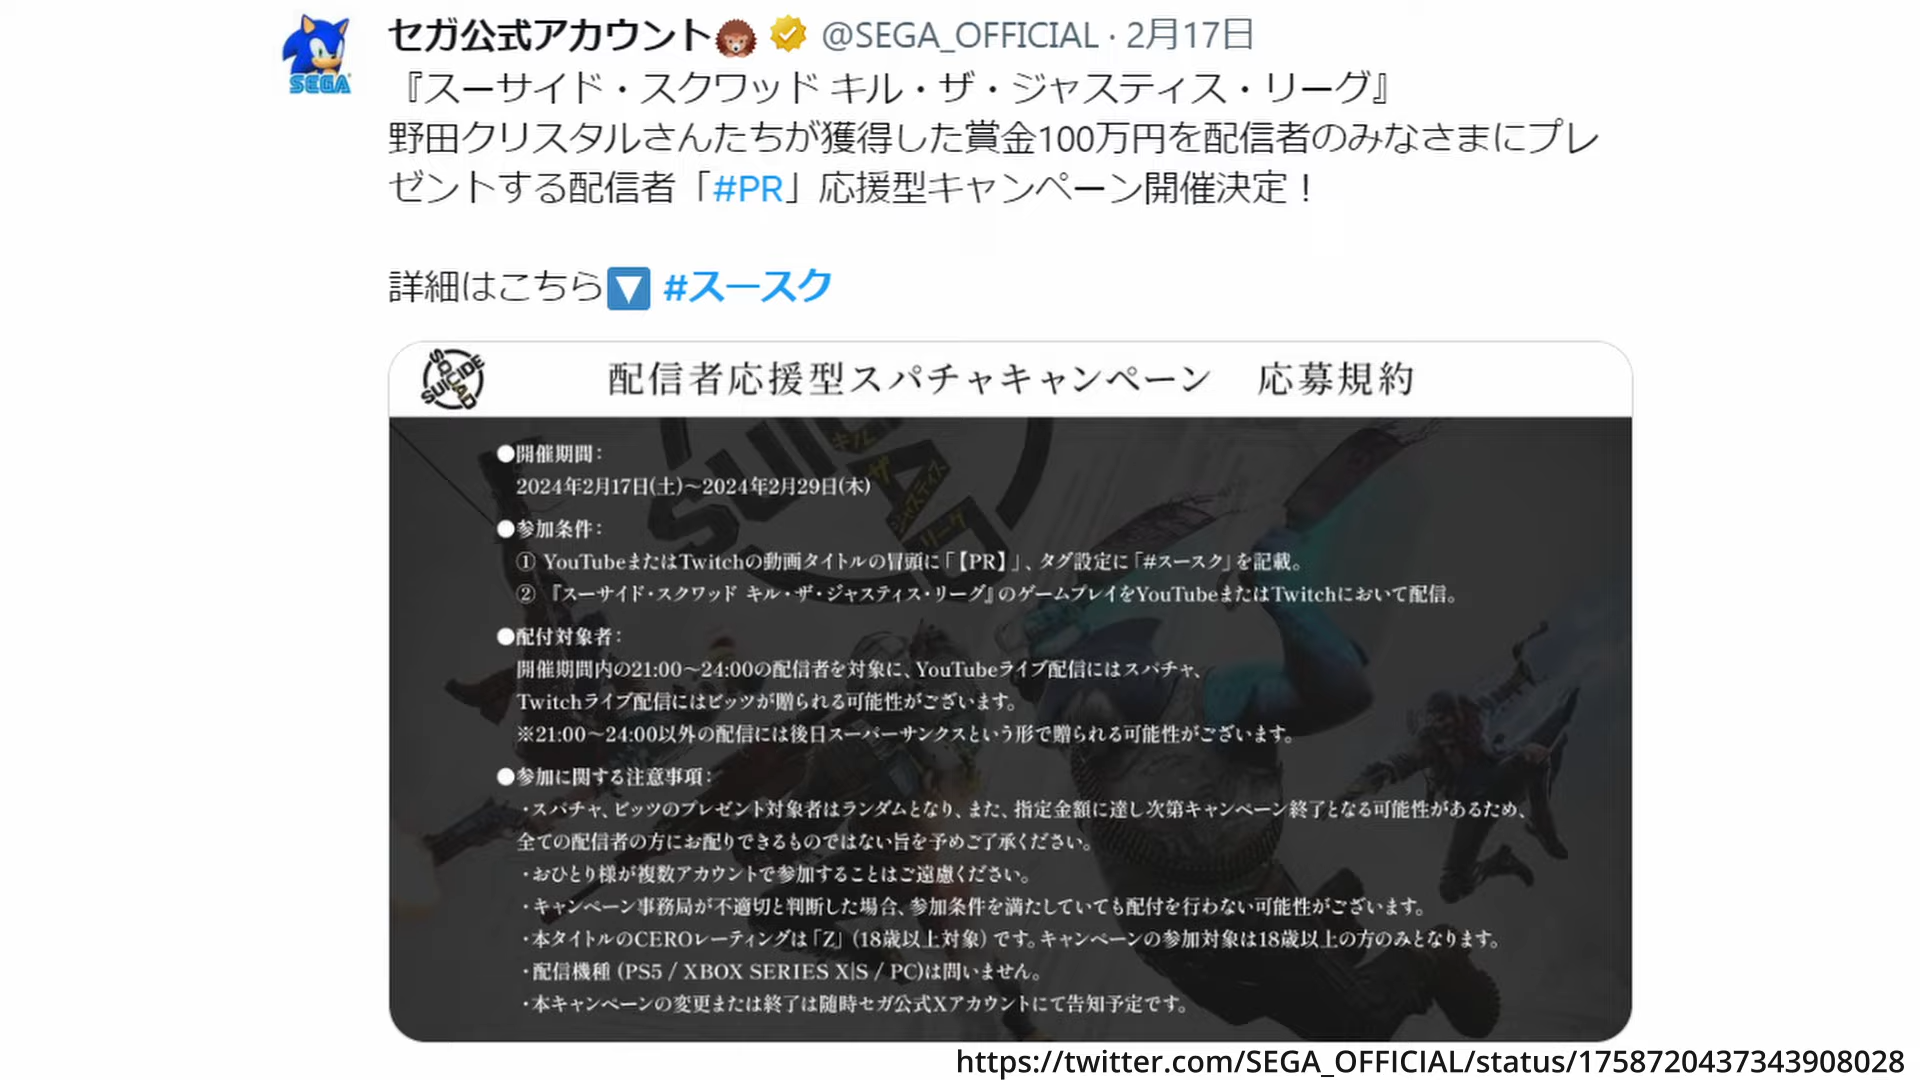 セガ公式アカウント🦔 @SEGA_OFFICIAL · 2月17日
SEGA
『スーサイド・スクワッド キル・ザ・ジャスティス・リーグ』
野田クリスタルさんたちが獲得した賞金100万円を配信者のみなさまにプレ
ゼントする配信者「#PR」応援型キャンペーン開催決定！
詳細はこちら🔽 #スースク
SUICIDE SQUAD
配信者応援型スパチャキャンペーン 応募規約
キル ザ ジャスティス リーグ
●開催期間：
2024年2月17日(土)～2024年2月29日(木)
●参加条件：
① YouTubeまたはTwitchの動画タイトルの冒頭に「【PR】」、タグ設定に「#スースク」を記載。
② 『スーサイド・スクワッド キル・ザ・ジャスティス・リーグ』のゲームプレイをYouTubeまたはTwitchにおいて配信。
●配付対象者：
開催期間内の21:00～24:00の配信者を対象に、YouTubeライブ配信にはスパチャ、
Twitchライブ配信にはビッツが贈られる可能性がございます。
※21:00～24:00以外の配信には後日スーパーサンクスという形で贈られる可能性がございます。
●参加に関する注意事項：
・スパチャ、ビッツのプレゼント対象者はランダムとなり、また、指定金額に達し次第キャンペーン終了となる可能性があるため、
全ての配信者の方にお配りできるものではない旨を予めご了承ください。
・おひとり様が複数アカウントで参加することはご遠慮ください。
・キャンペーン事務局が不適切と判断した場合、参加条件を満たしていても配付を行わない可能性がございます。
・本タイトルのCEROレーティングは「Z」（18歳以上対象）です。キャンペーンの参加対象は18歳以上の方のみとなります。
・配信機種 (PS5 / XBOX SERIES X|S / PC)は問いません。
・本キャンペーンの変更または終了は随時セガ公式Xアカウントにて告知予定です。
https://twitter.com/SEGA_OFFICIAL/status/1758720437343908028